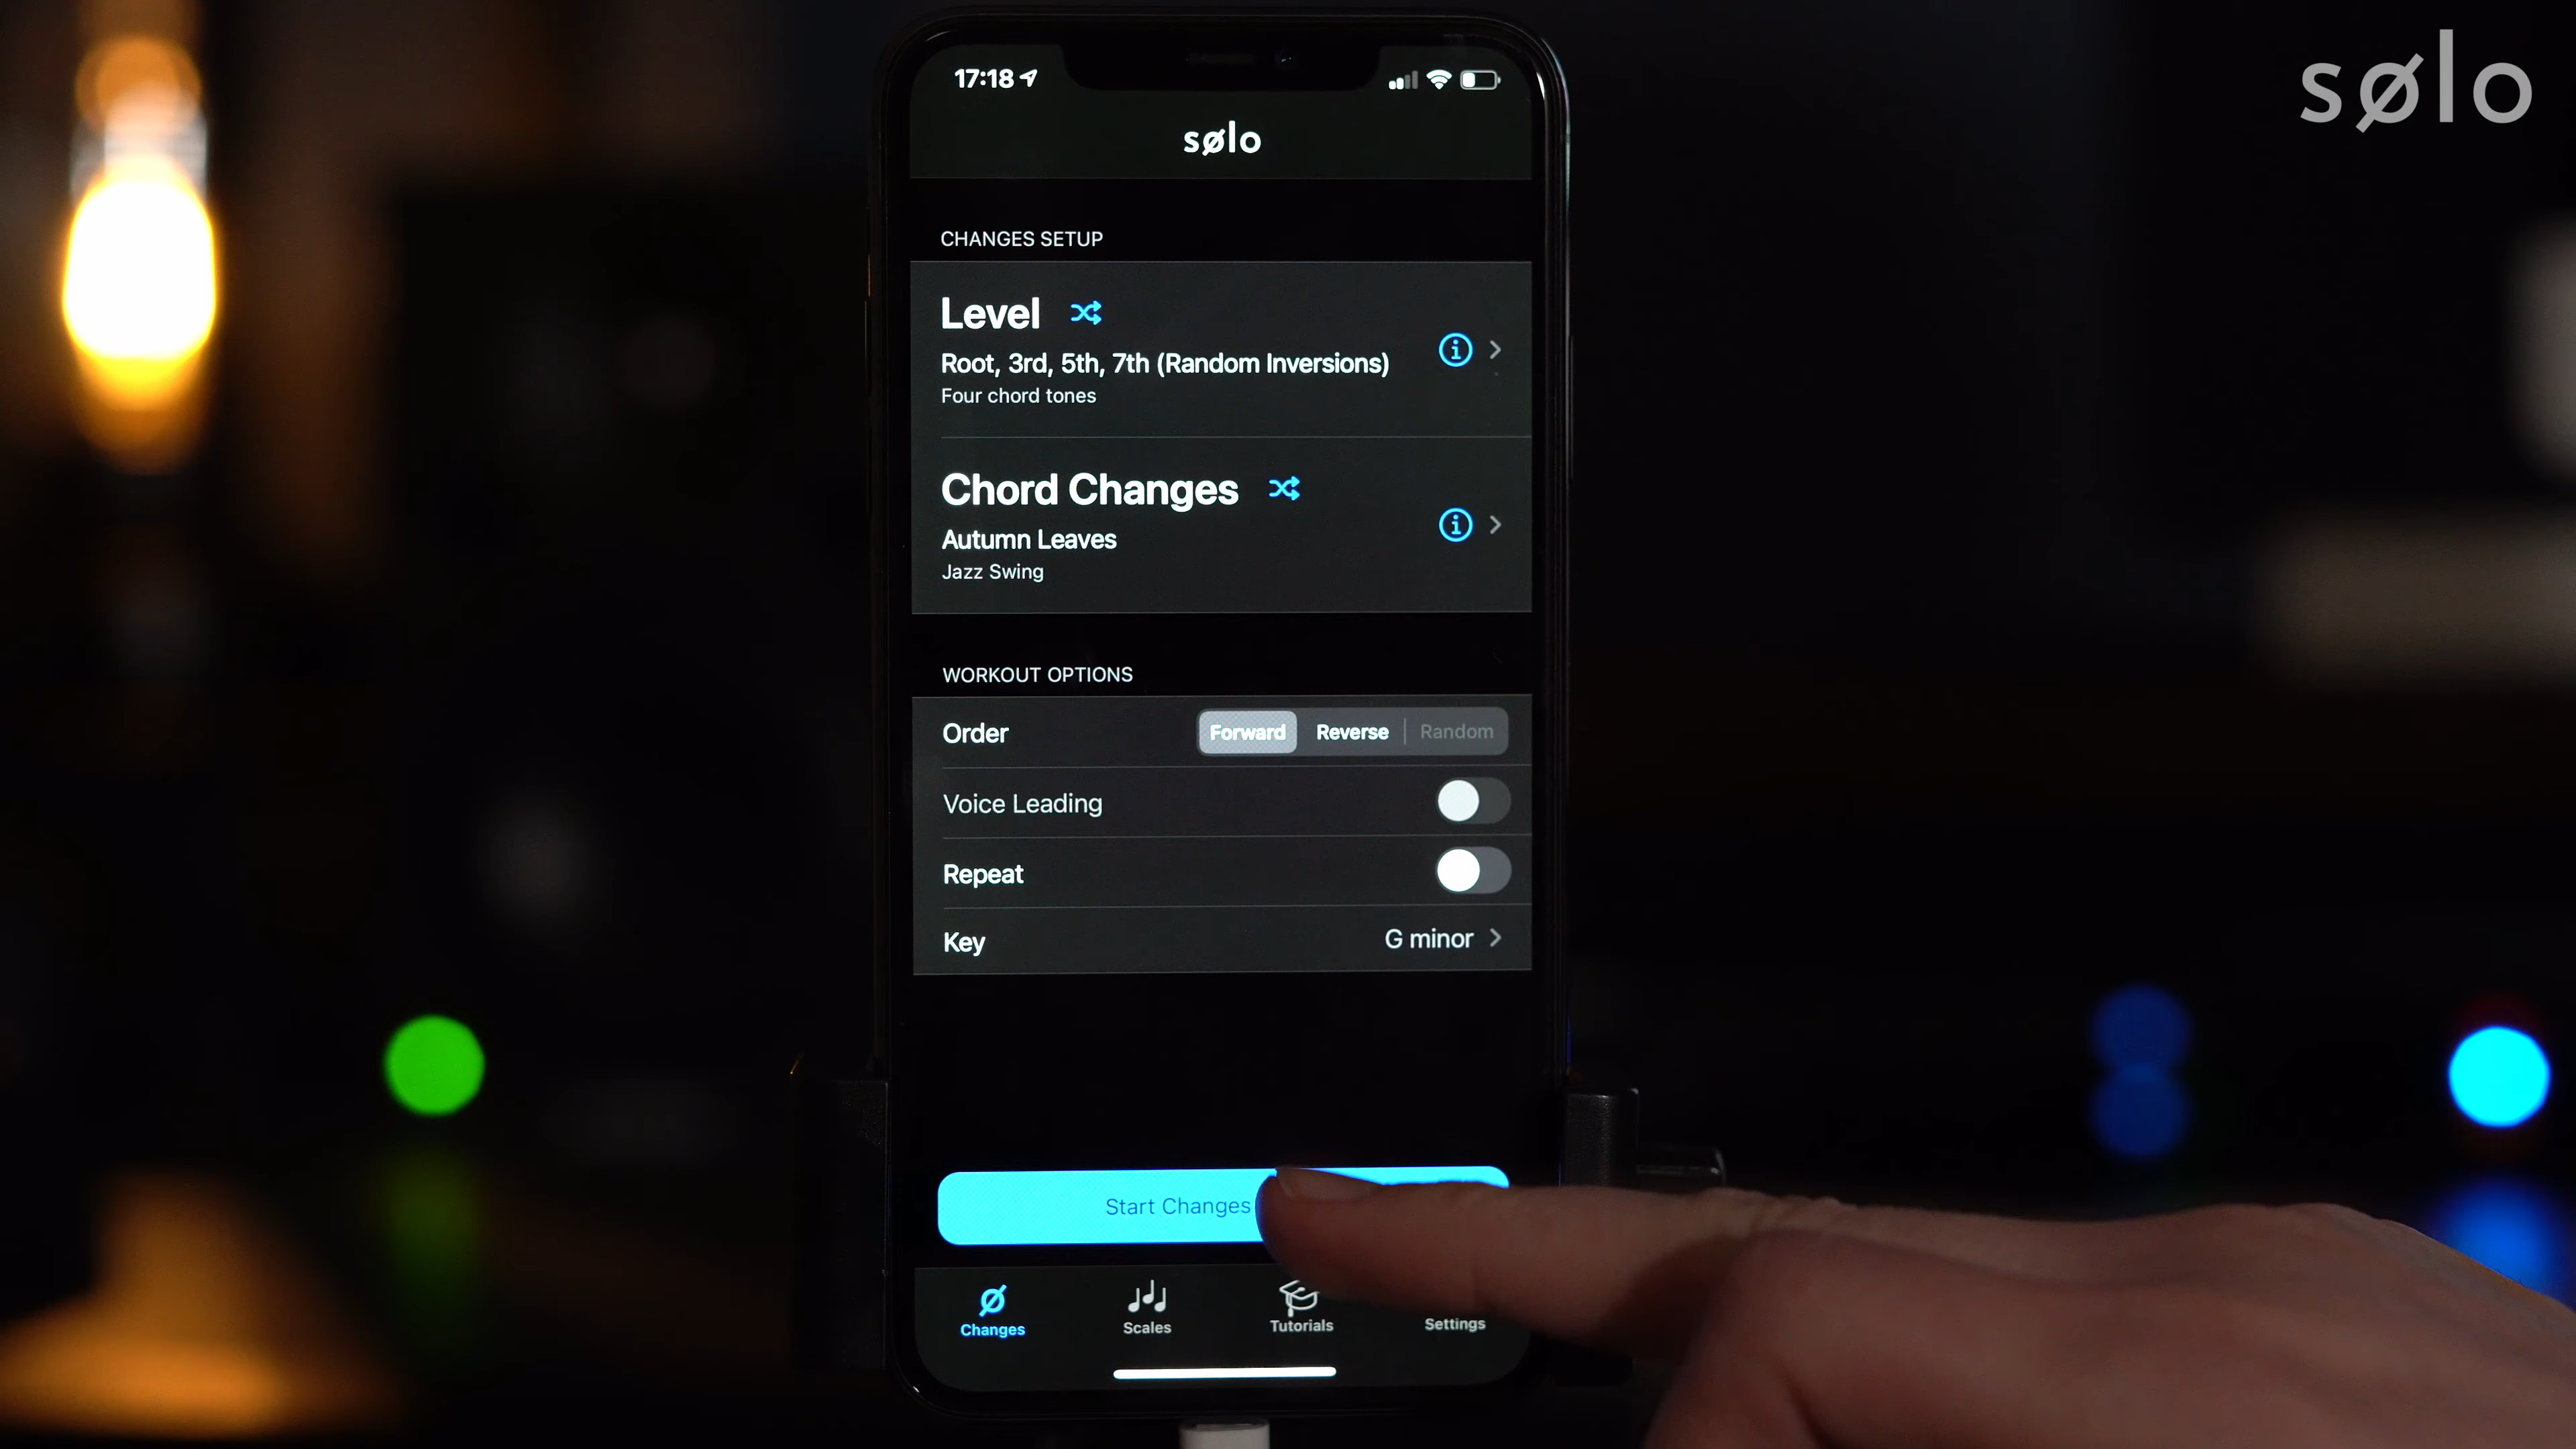 sølo
17:18
sølo
CHANGES SETUP
Level
Root, 3rd, 5th, 7th (Random Inversions)
Four chord tones
Chord Changes
Autumn Leaves
Jazz Swing
WORKOUT OPTIONS
Order Forward Reverse Random
Voice Leading
Repeat
Key G minor
Start Changes
Changes Scales Tutorials Settings